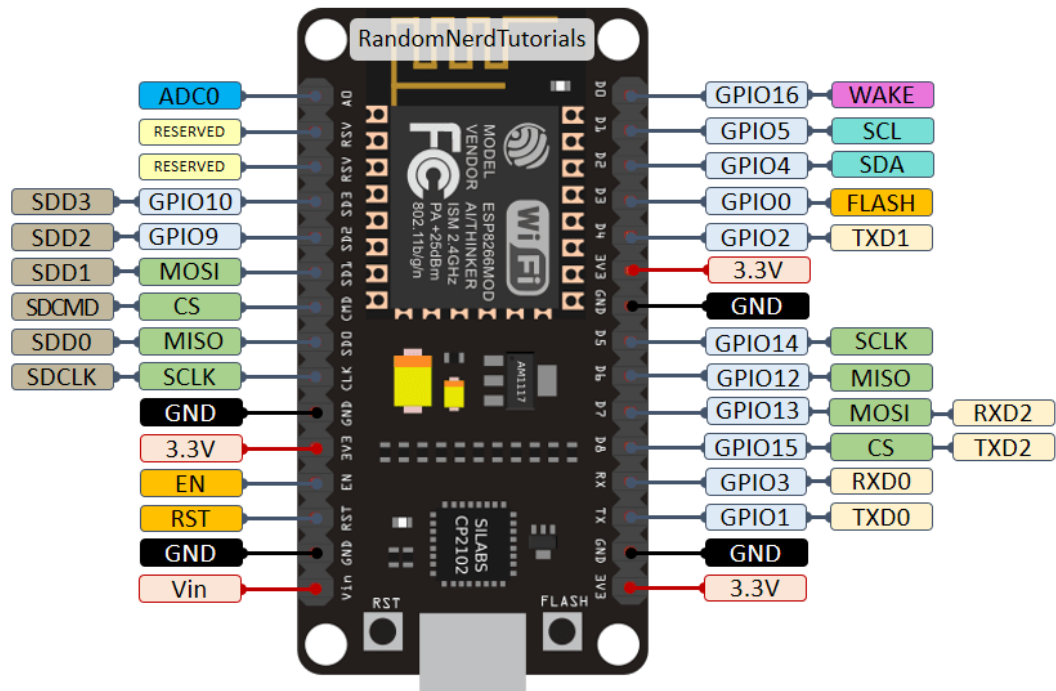 RandomNerdTutorials
ADC0 A0 D0 GPIO16 WAKE
RESERVED RSV D1 GPIO5 SCL
RESERVED RSV D2 GPIO4 SDA
SDD3 GPIO10 SD3 D3 GPIO0 FLASH
SDD2 GPIO9 SD2 D4 GPIO2 TXD1
SDD1 MOSI SD1 3V3 3.3V
SDCMD CS CMD GND GND
SDD0 MISO SD0 D5 GPIO14 SCLK
SDCLK SCLK CLK D6 GPIO12 MISO
GND GND D7 GPIO13 MOSI RXD2
3.3V 3V3 D8 GPIO15 CS TXD2
EN EN RX GPIO3 RXD0
RST RST TX GPIO1 TXD0
GND GND GND GND
Vin Vin 3V3 3.3V
MODEL ESP8266MOD
VENDOR AI/THINKER
ISM 2.4GHz
PA +25dBm
802.11b/g/n
FC
Wi Fi
AM1117
SILABS
CP2102
RST
FLASH